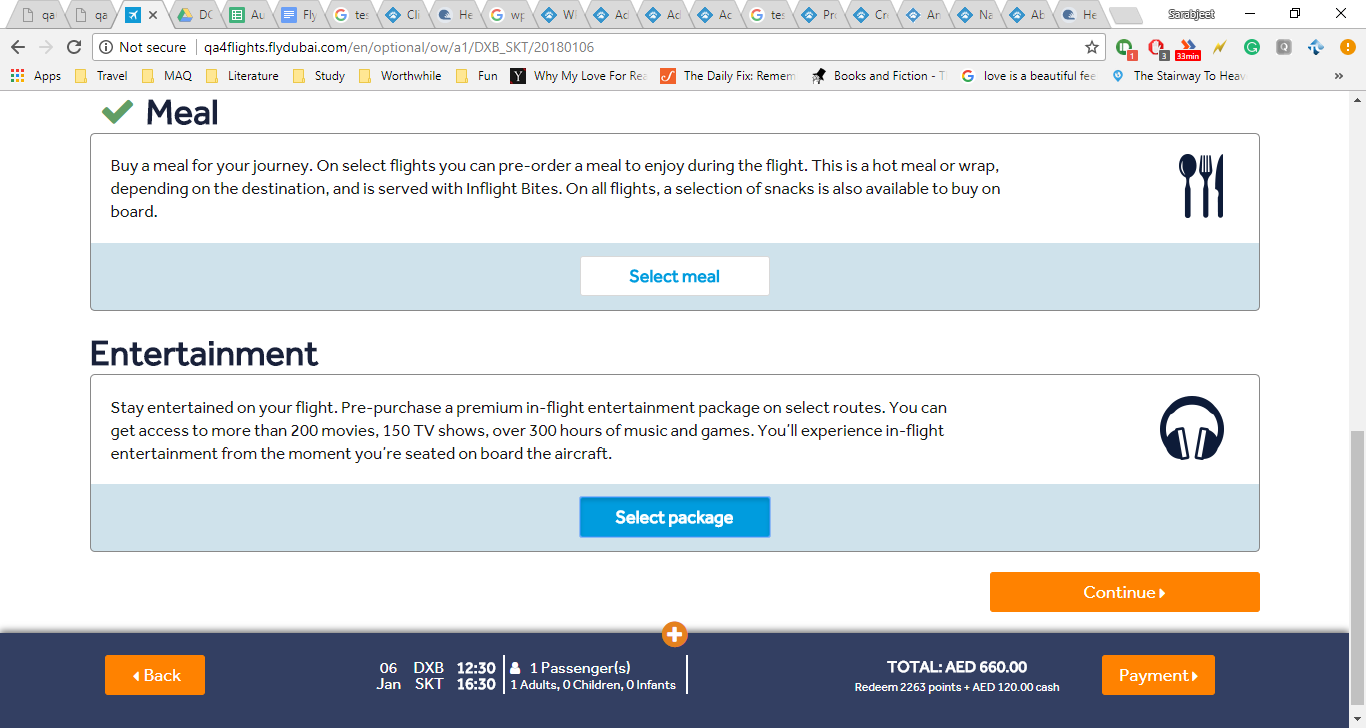 qa
qa
DC
Au
Fly
tes
Cli
He
wp
Wi
Ad
Ad
Ac
tes
Pro
Cr
An
Na
Ab
He
Sarabjeet
Not secure
qa4flights.flydubai.com/en/optional/ow/a1/DXB_SKT/20180106
1
3
33min
Apps
Travel
MAQ
Literature
Study
Worthwhile
Fun
Why My Love For Rea
The Daily Fix: Remem
Books and Fiction - T
love is a beautiful fee
The Stairway To Heav
»
Meal
Buy a meal for your journey. On select flights you can pre-order a meal to enjoy during the flight. This is a hot meal or wrap,
depending on the destination, and is served with Inflight Bites. On all flights, a selection of snacks is also available to buy on
board.
Select meal
Entertainment
Stay entertained on your flight. Pre-purchase a premium in-flight entertainment package on select routes. You can
get access to more than 200 movies, 150 TV shows, over 300 hours of music and games. You'll experience in-flight
entertainment from the moment you're seated on board the aircraft.
Select package
Continue
Back
06 DXB 12:30
Jan SKT 16:30
1 Passenger(s)
1 Adults, 0 Children, 0 Infants
TOTAL: AED 660.00
Redeem 2263 points + AED 120.00 cash
Payment